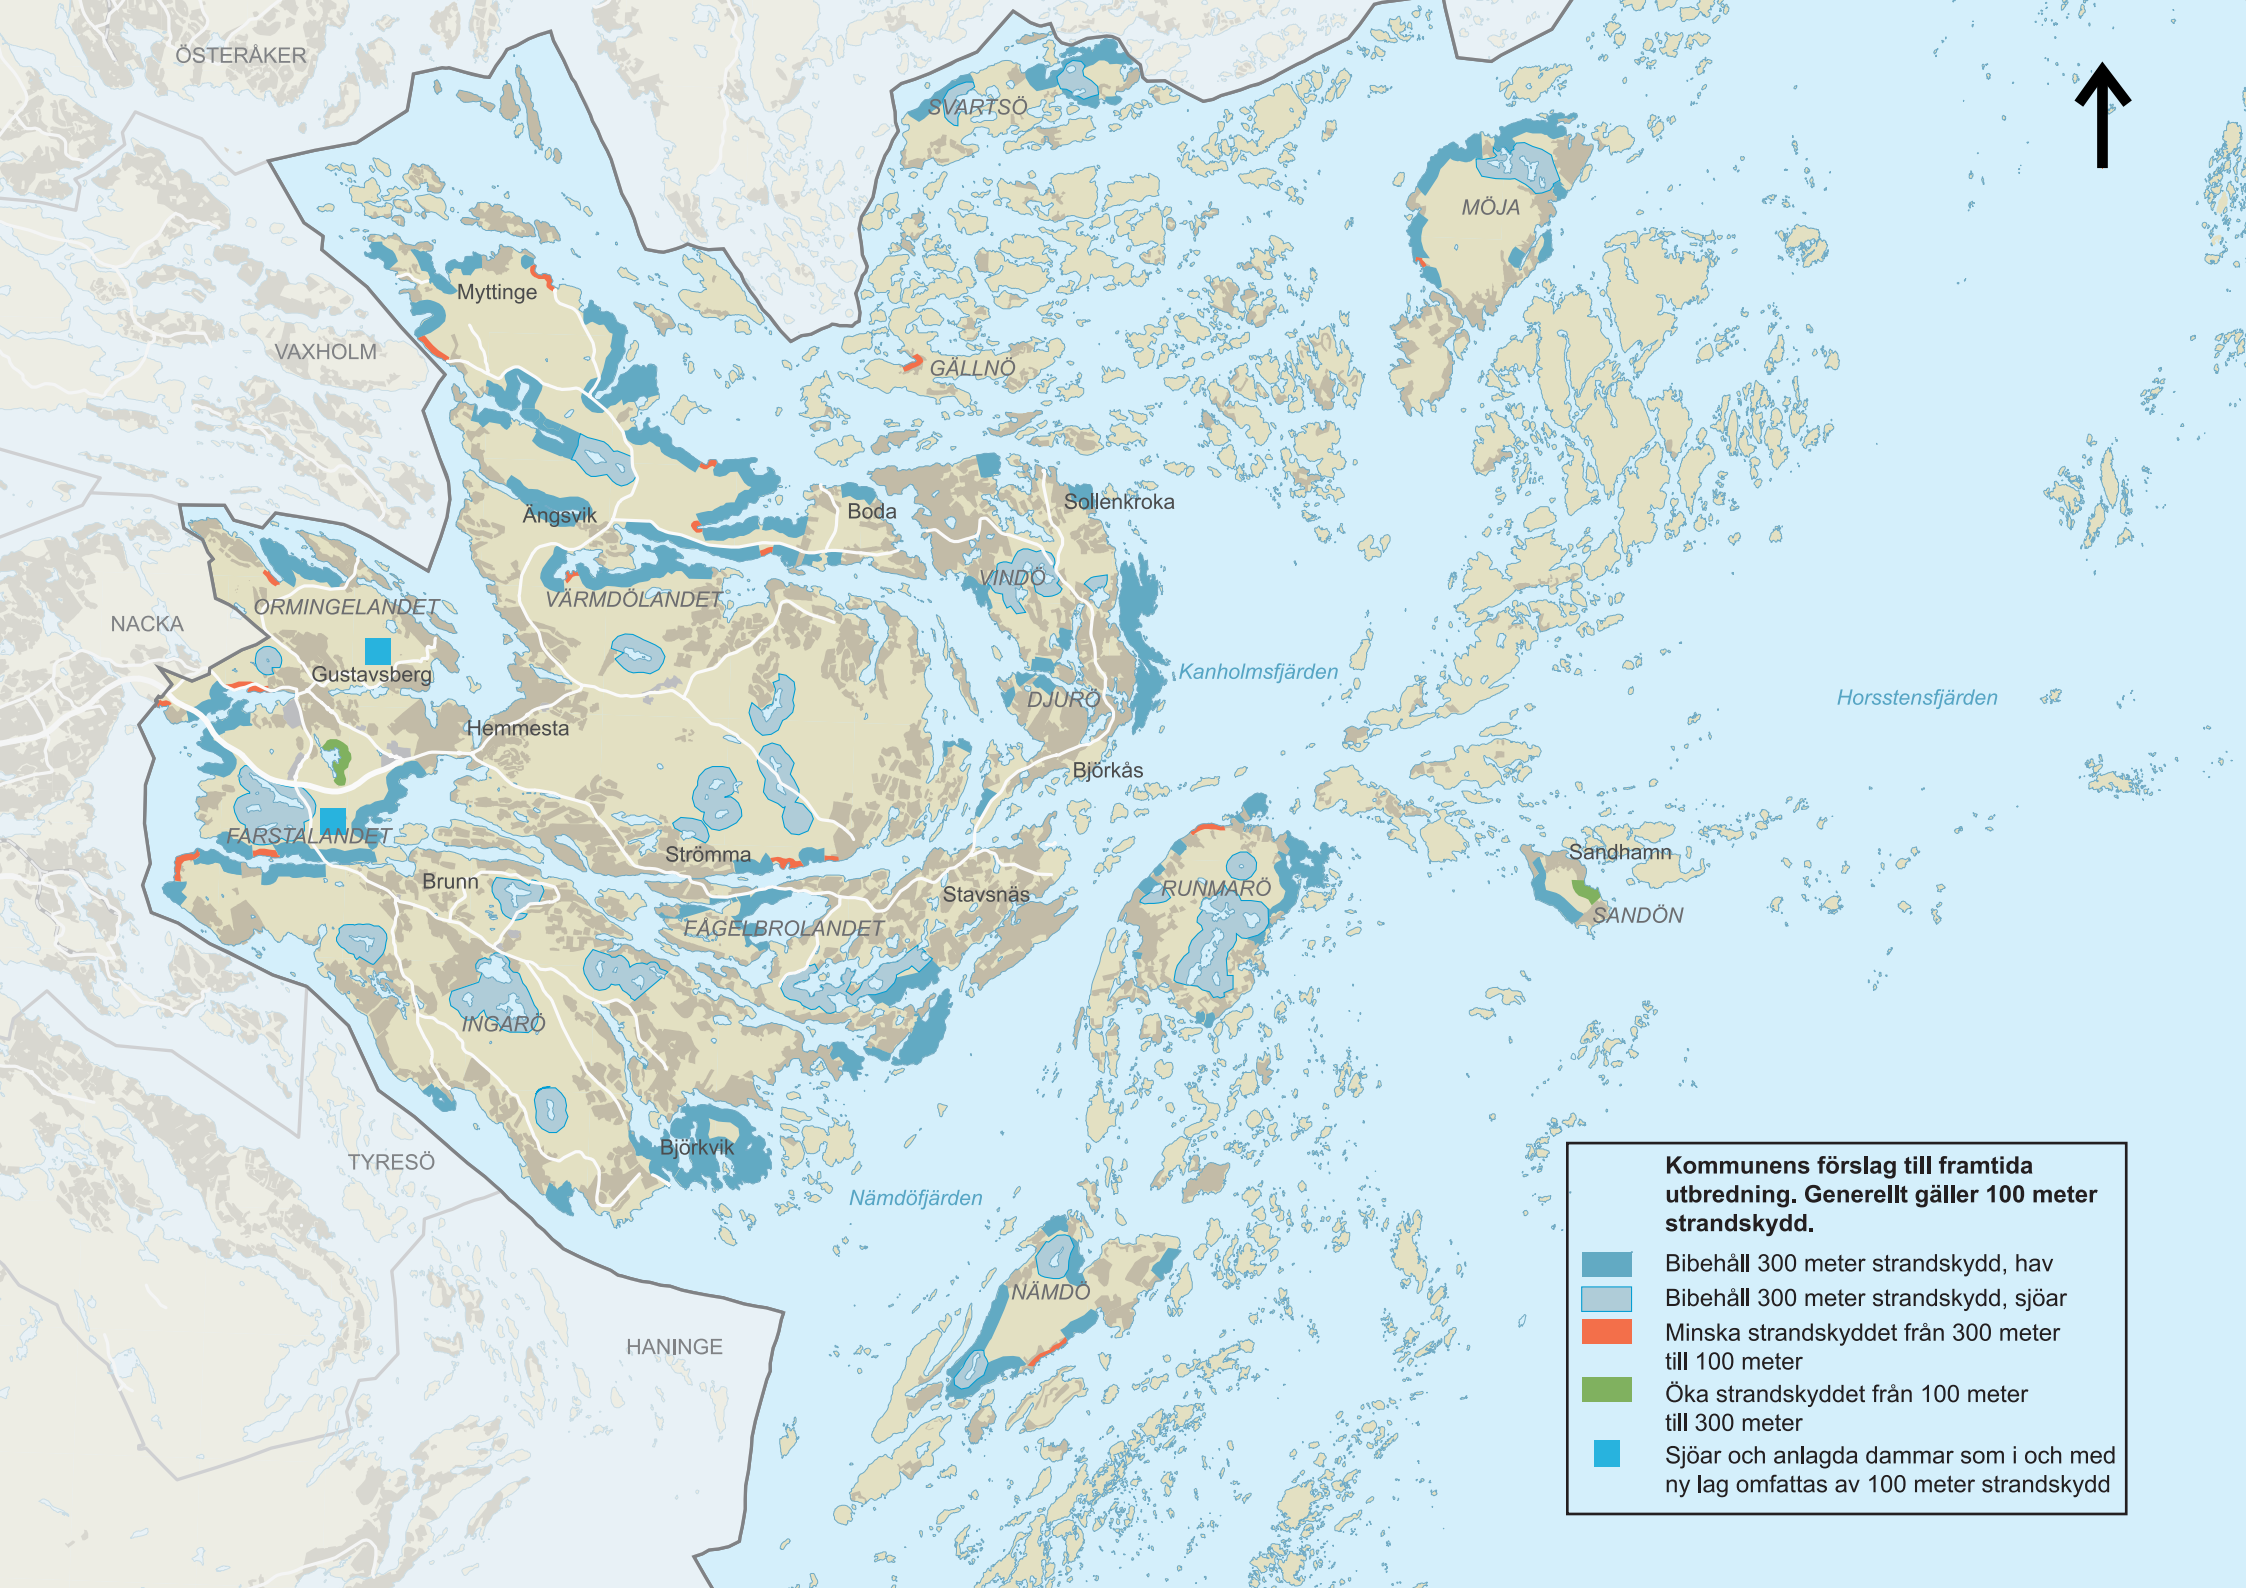 ÖSTERÅKER
SVARTSÖ
MÖJA
Myttinge
VAXHOLM
GÄLLNÖ
Ängsvik
Boda
Sollenkroka
VINDÖ
VÄRMDÖLANDET
ORMINGELANDET
NACKA
Gustavsberg
Kanholmsfjärden
DJURÖ
Horsstensfjärden
Hemmesta
Björkås
FARSTALANDET
Strömma
Sandhamn
Brunn
RUNMARÖ
Stavsnäs
SANDÖN
FÅGELBROLANDET
INGARÖ
Björkvik
TYRESÖ
Nämdöfjärden
NÄMDÖ
HANINGE
Kommunens förslag till framtida
utbredning. Generellt gäller 100 meter
strandskydd.
Bibehåll 300 meter strandskydd, hav
Bibehåll 300 meter strandskydd, sjöar
Minska strandskyddet från 300 meter
till 100 meter
Öka strandskyddet från 100 meter
till 300 meter
Sjöar och anlagda dammar som i och med
ny lag omfattas av 100 meter strandskydd